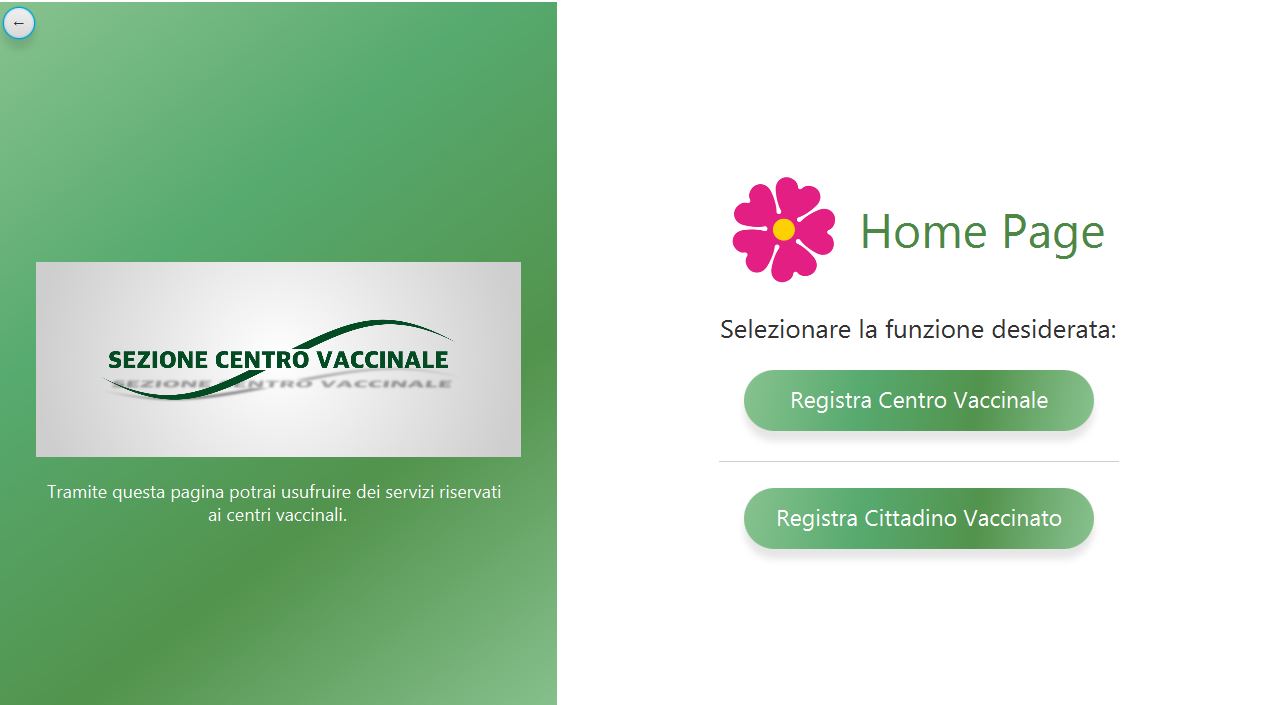 ←
SEZIONE CENTRO VACCINALE
Tramite questa pagina potrai usufruire dei servizi riservati
ai centri vaccinali.
Home Page
Selezionare la funzione desiderata:
Registra Centro Vaccinale
Registra Cittadino Vaccinato